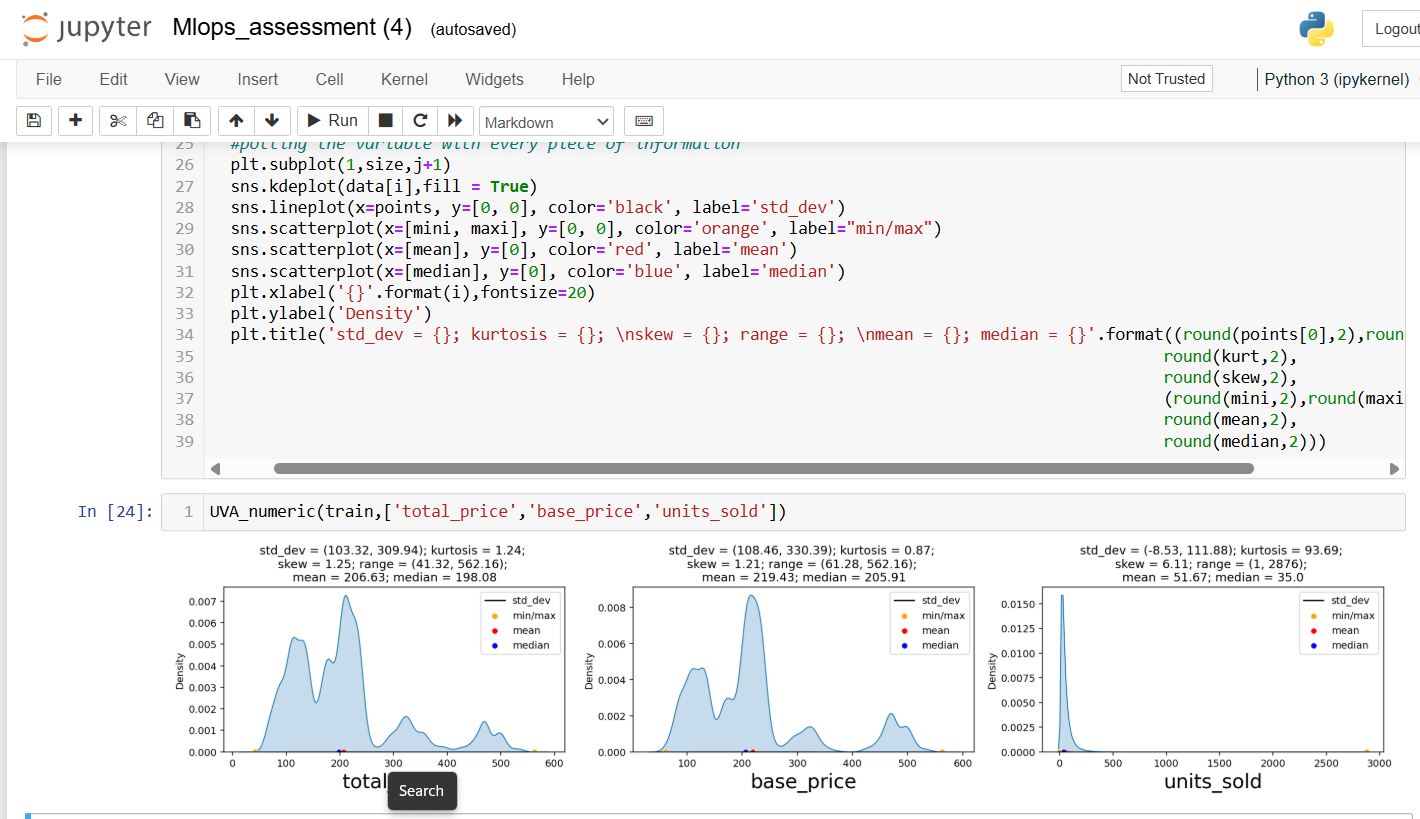 jupyter Mlops_assessment (4) (autosaved)
Logout
File Edit View Insert Cell Kernel Widgets Help
Not Trusted
Python 3 (ipykernel)
Run
Markdown
25 #polting the variable with every piece of information
26 plt.subplot(1,size,j+1)
27 sns.kdeplot(data[i],fill = True)
28 sns.lineplot(x=points, y=[0, 0], color='black', label='std_dev')
29 sns.scatterplot(x=[mini, maxi], y=[0, 0], color='orange', label="min/max")
30 sns.scatterplot(x=[mean], y=[0], color='red', label='mean')
31 sns.scatterplot(x=[median], y=[0], color='blue', label='median')
32 plt.xlabel('{}'.format(i),fontsize=20)
33 plt.ylabel('Density')
34 plt.title('std_dev = {}; kurtosis = {}; \nskew = {}; range = {}; \nmean = {}; median = {}'.format((round(points[0],2),roun
35 round(kurt,2),
36 round(skew,2),
37 (round(mini,2),round(maxi
38 round(mean,2),
39 round(median,2)))
In [24]: 1 UVA_numeric(train,['total_price','base_price','units_sold'])
std_dev = (103.32, 309.94); kurtosis = 1.24;
skew = 1.25; range = (41.32, 562.16);
mean = 206.63; median = 198.08
0.007
0.006
0.005
0.004
0.003
0.002
0.001
0.000
Density
std_dev
min/max
mean
median
0 100 200 300 400 500 600
total_
Search
std_dev = (108.46, 330.39); kurtosis = 0.87;
skew = 1.21; range = (61.28, 562.16);
mean = 219.43; median = 205.91
0.008
0.006
0.004
0.002
0.000
Density
std_dev
min/max
mean
median
100 200 300 400 500 600
base_price
std_dev = (-8.53, 111.88); kurtosis = 93.69;
skew = 6.11; range = (1, 2876);
mean = 51.67; median = 35.0
0.0150
0.0125
0.0100
0.0075
0.0050
0.0025
0.0000
Density
std_dev
min/max
mean
median
0 500 1000 1500 2000 2500 3000
units_sold